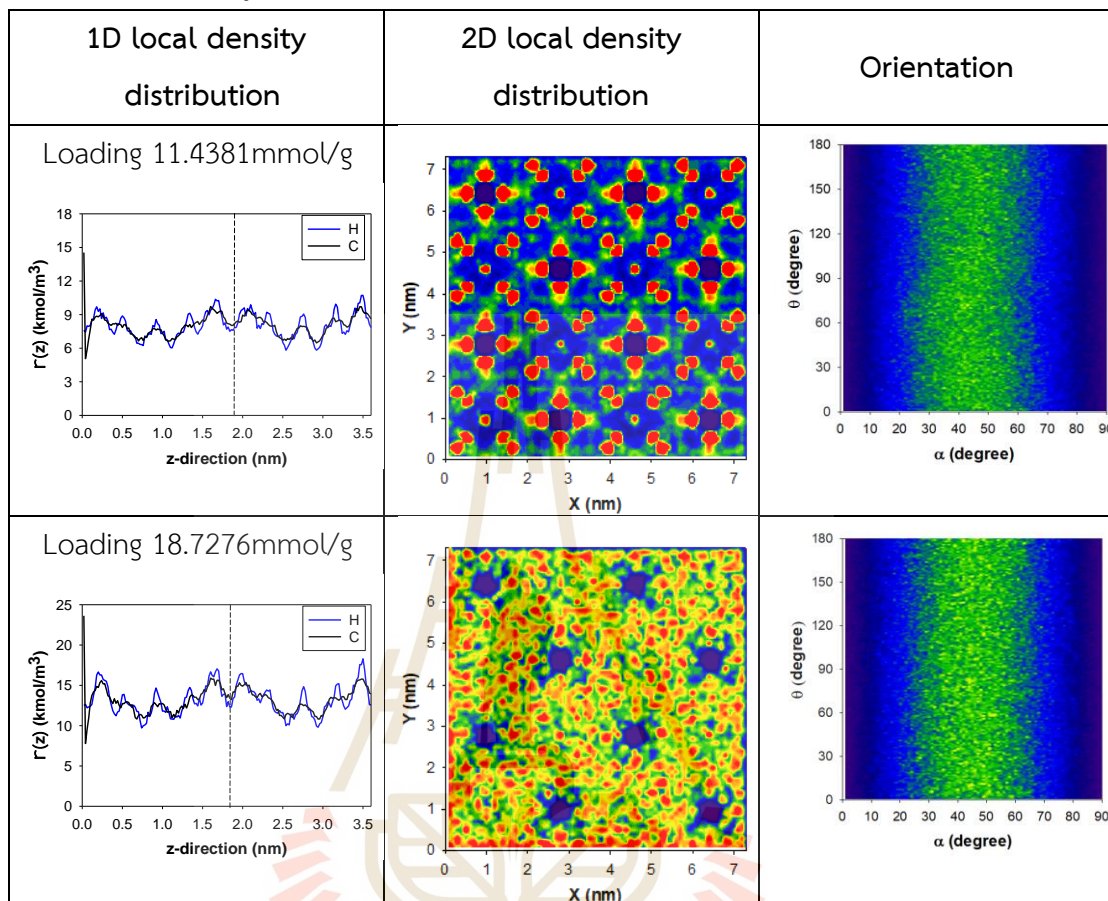 1D local density
distribution
2D local density
distribution
Orientation
Loading 11.4381mmol/g
18
15
12
9
6
3
0
H
C
r(z) (kmol/m³)
0.0 0.5 1.0 1.5 2.0 2.5 3.0 3.5
z-direction (nm)
7
6
5
4
3
2
1
0
Y (nm)
0 1 2 3 4 5 6 7
X (nm)
180
150
120
90
60
30
0
θ (degree)
0 10 20 30 40 50 60 70 80 90
α (degree)
Loading 18.7276mmol/g
25
20
15
10
5
0
H
C
r(z) (kmol/m³)
0.0 0.5 1.0 1.5 2.0 2.5 3.0 3.5
z-direction (nm)
7
6
5
4
3
2
1
0
Y (nm)
0 1 2 3 4 5 6 7
X (nm)
180
150
120
90
60
30
0
θ (degree)
0 10 20 30 40 50 60 70 80 90
α (degree)